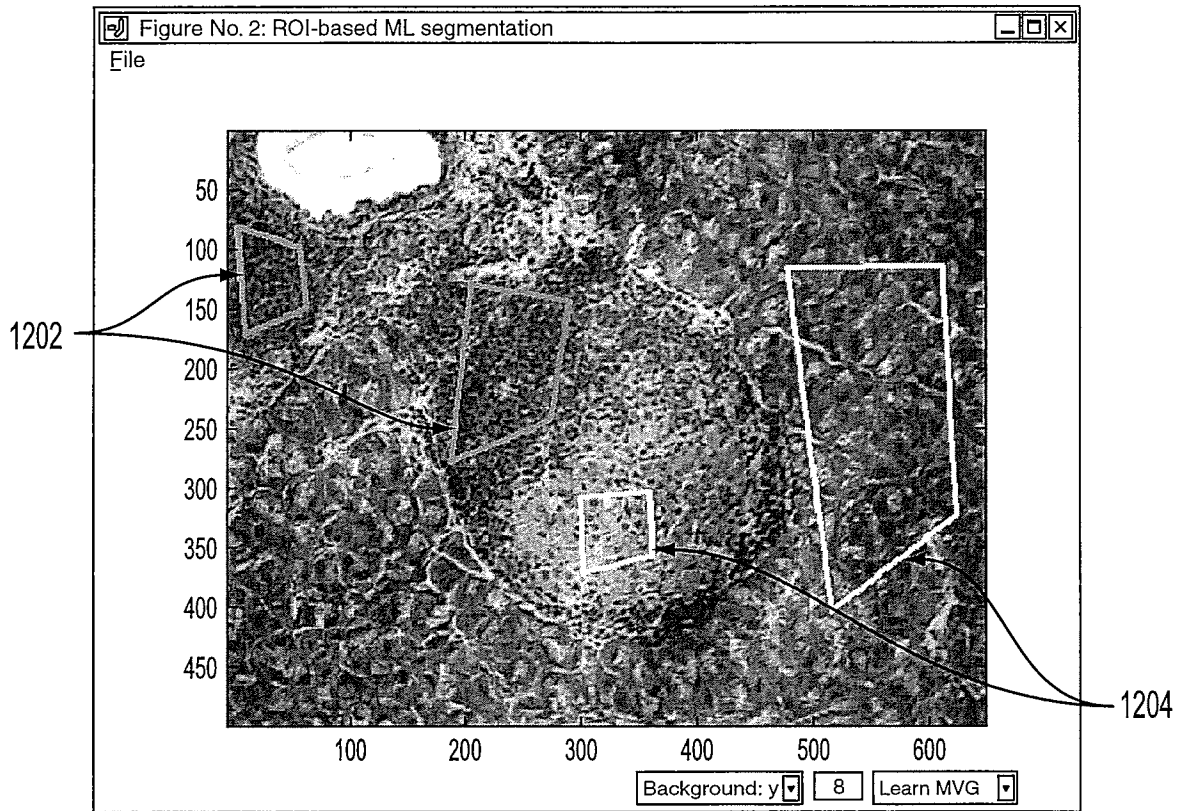 Figure No. 2: ROI-based ML segmentation
File
50
100
150
200
250
300
350
400
450
100 200 300 400 500 600
1202
1204
Background: y 8 Learn MVG